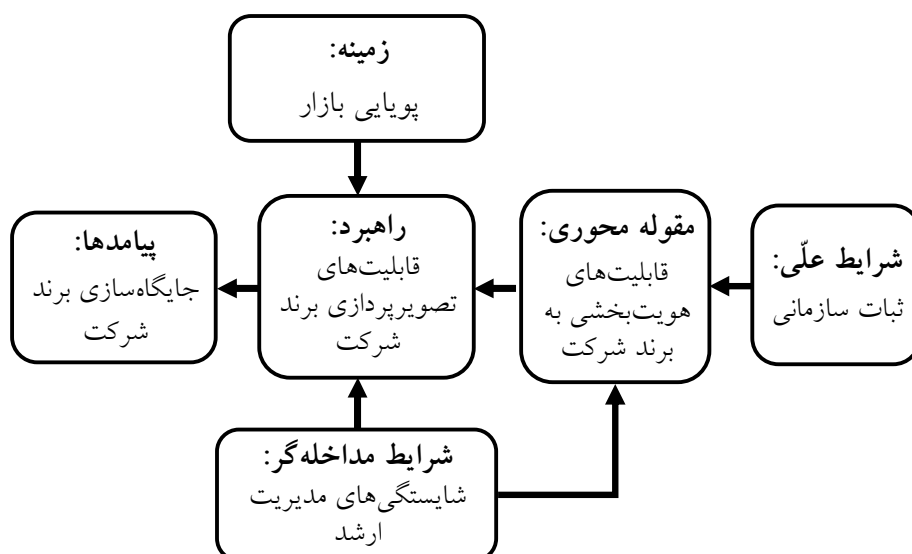 زمینه:
پویایی بازار
شرایط علّی:
ثبات سازمانی
مقوله محوری:
قابلیت‌های
هویت‌بخشی به
برند شرکت
راهبرد:
قابلیت‌های
تصویرپردازی برند
شرکت
پیامدها:
جایگاه‌سازی برند
شرکت
شرایط مداخله‌گر:
شایستگی‌های مدیریت
ارشد